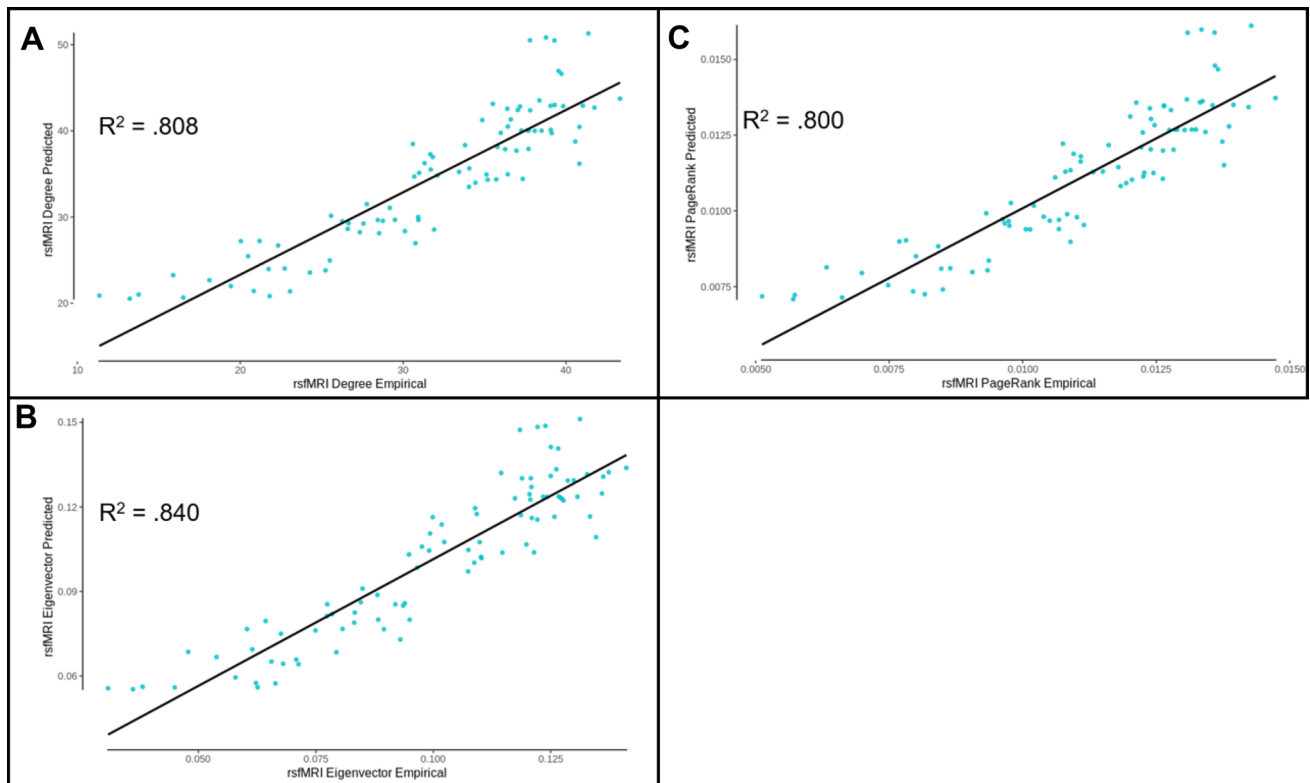 A
rsfMRI Degree Predicted
50
40
30
20
R² = .808
10 20 30 40
rsfMRI Degree Empirical
C
rsfMRI PageRank Predicted
0.0150
0.0125
0.0100
0.0075
R² = .800
0.005 0.0075 0.0100 0.0125 0.0150
rsfMRI PageRank Empirical
B
rsfMRI Eigenvector Predicted
0.15
0.12
0.09
0.06
R² = .840
0.050 0.075 0.100 0.125
rsfMRI Eigenvector Empirical